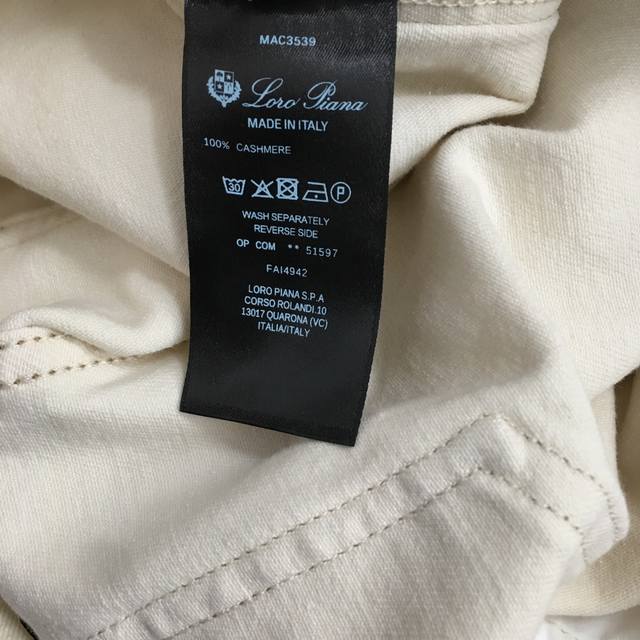 MAC3539
Loro Piana
MADE IN ITALY
100% CASHMERE
30 P
WASH SEPARATELY
REVERSE SIDE
OP COM ** 51597
FAI4942
LORO PIANA S.P.A
CORSO ROLANDI.10
13017 QUARONA (VC)
ITALIA/ITALY